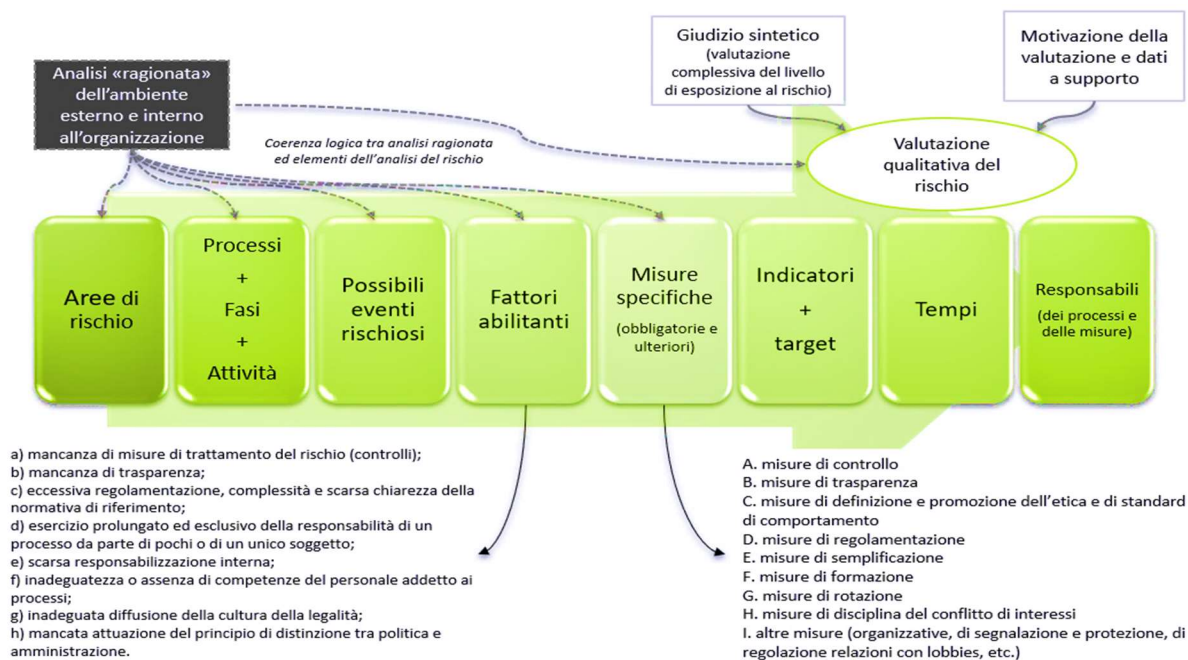 Analisi «ragionata»
dell'ambiente
esterno e interno
all'organizzazione
Giudizio sintetico
(valutazione
complessiva del livello
di esposizione al rischio)
Motivazione della
valutazione e dati
a supporto
Coerenza logica tra analisi ragionata
ed elementi dell'analisi del rischio
Valutazione
qualitativa del
rischio
Aree di
rischio
Processi
+
Fasi
+
Attività
Possibili
eventi
rischiosi
Fattori
abilitanti
Misure
specifiche
(obbligatorie e
ulteriori)
Indicatori
+
target
Tempi
Responsabili
(dei processi e
delle misure)
a) mancanza di misure di trattamento del rischio (controlli);
b) mancanza di trasparenza;
c) eccessiva regolamentazione, complessità e scarsa chiarezza della
normativa di riferimento;
d) esercizio prolungato ed esclusivo della responsabilità di un
processo da parte di pochi o di un unico soggetto;
e) scarsa responsabilizzazione interna;
f) inadeguatezza o assenza di competenze del personale addetto ai
processi;
g) inadeguata diffusione della cultura della legalità;
h) mancata attuazione del principio di distinzione tra politica e
amministrazione.
A. misure di controllo
B. misure di trasparenza
C. misure di definizione e promozione dell'etica e di standard
di comportamento
D. misure di regolamentazione
E. misure di semplificazione
F. misure di formazione
G. misure di rotazione
H. misure di disciplina del conflitto di interessi
I. altre misure (organizzative, di segnalazione e protezione, di
regolazione relazioni con lobbies, etc.)